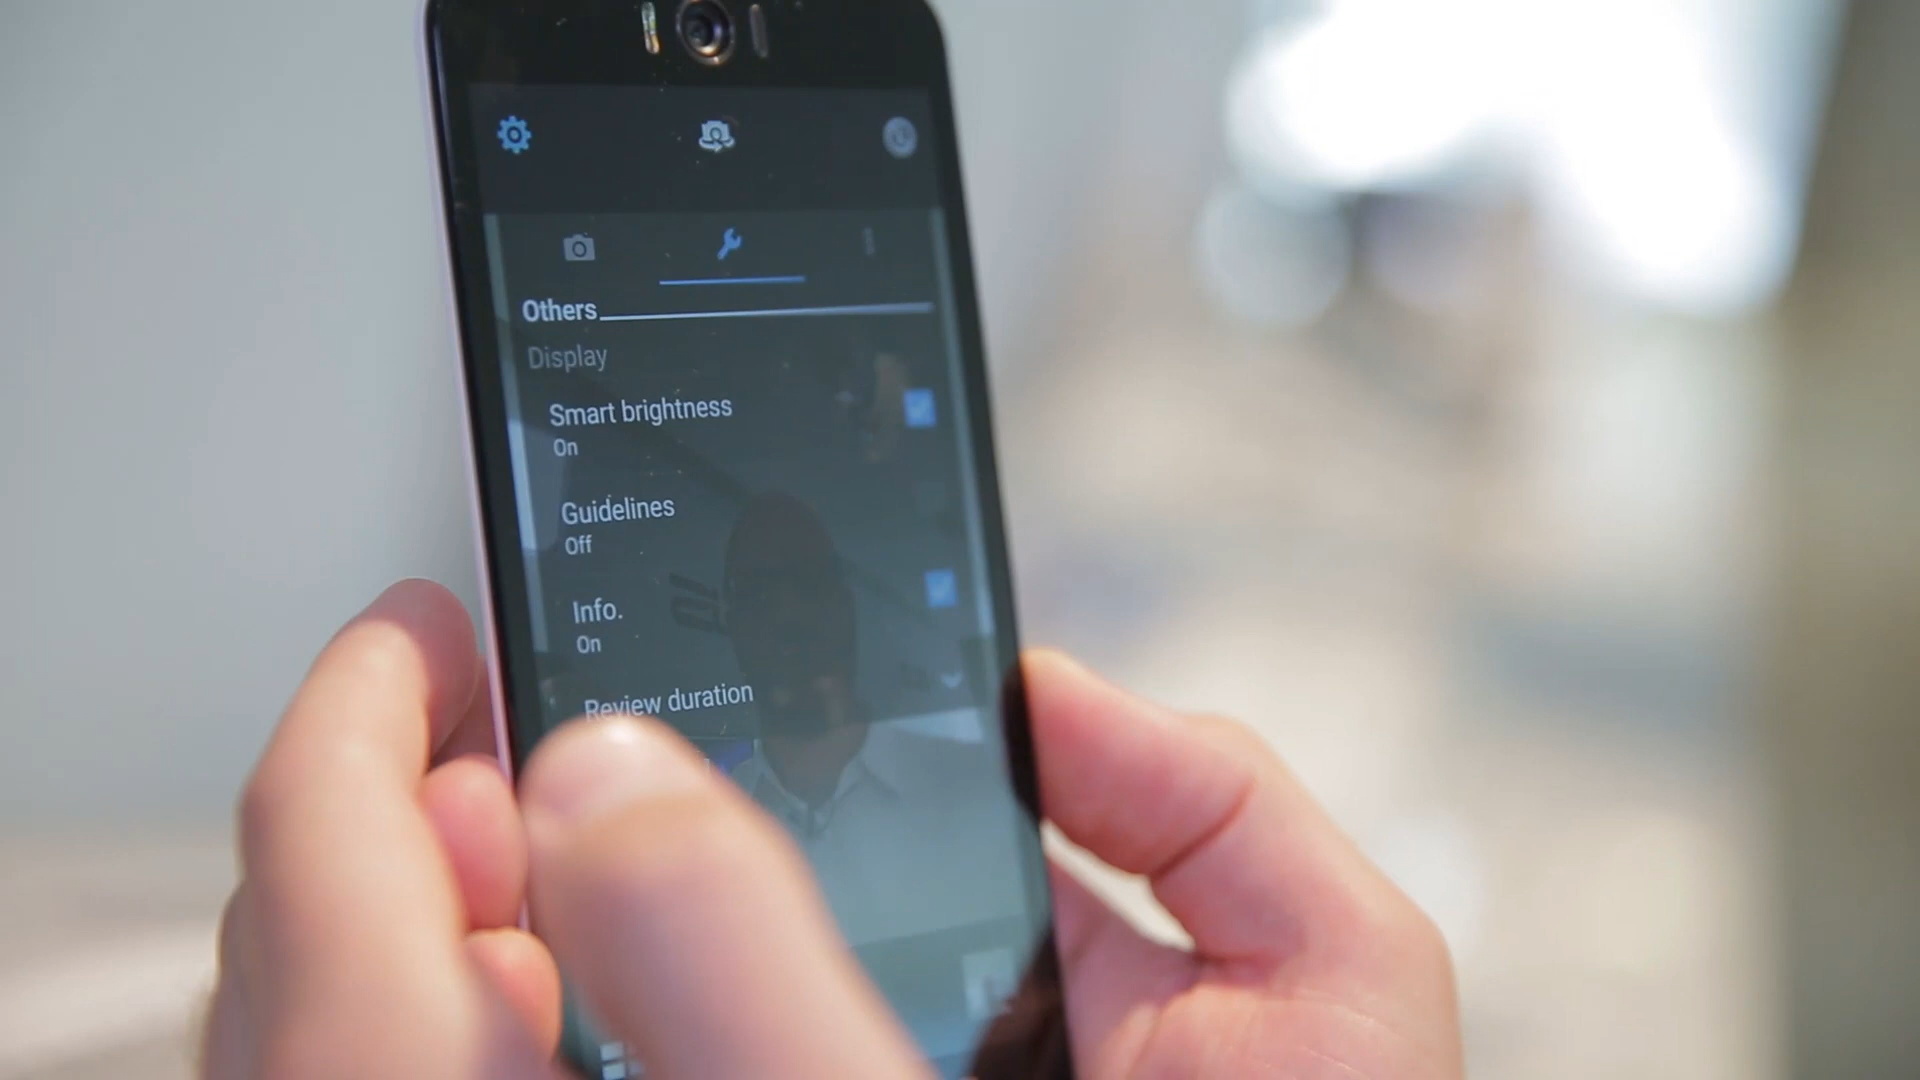 Others
Display
Smart brightness
On
Guidelines
Off
Info.
On
Review duration